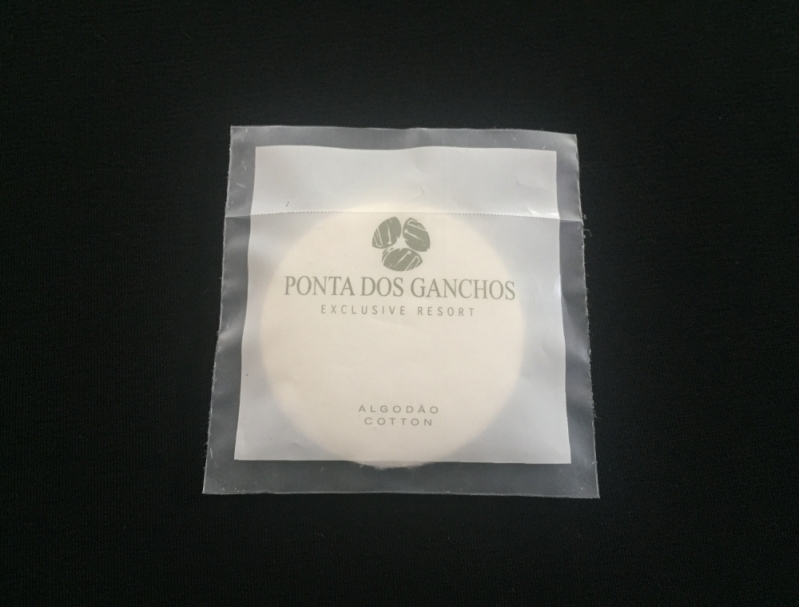 PONTA DOS GANCHOS
EXCLUSIVE RESORT
ALGODÃO
COTTON